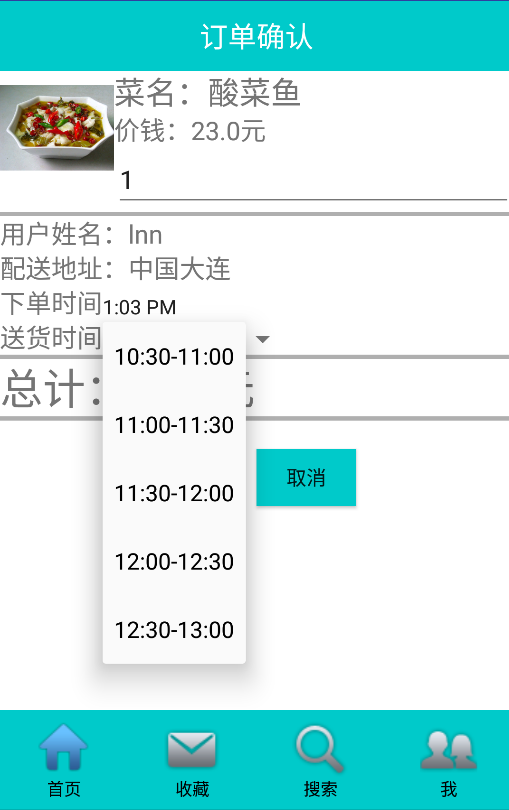 订单确认
菜名：酸菜鱼
价钱：23.0元
1
用户姓名：lnn
配送地址：中国大连
下单时间1:03 PM
送货时间
10:30-11:00
总计：
11:00-11:30
11:30-12:00
取消
12:00-12:30
12:30-13:00
首页
收藏
搜索
我